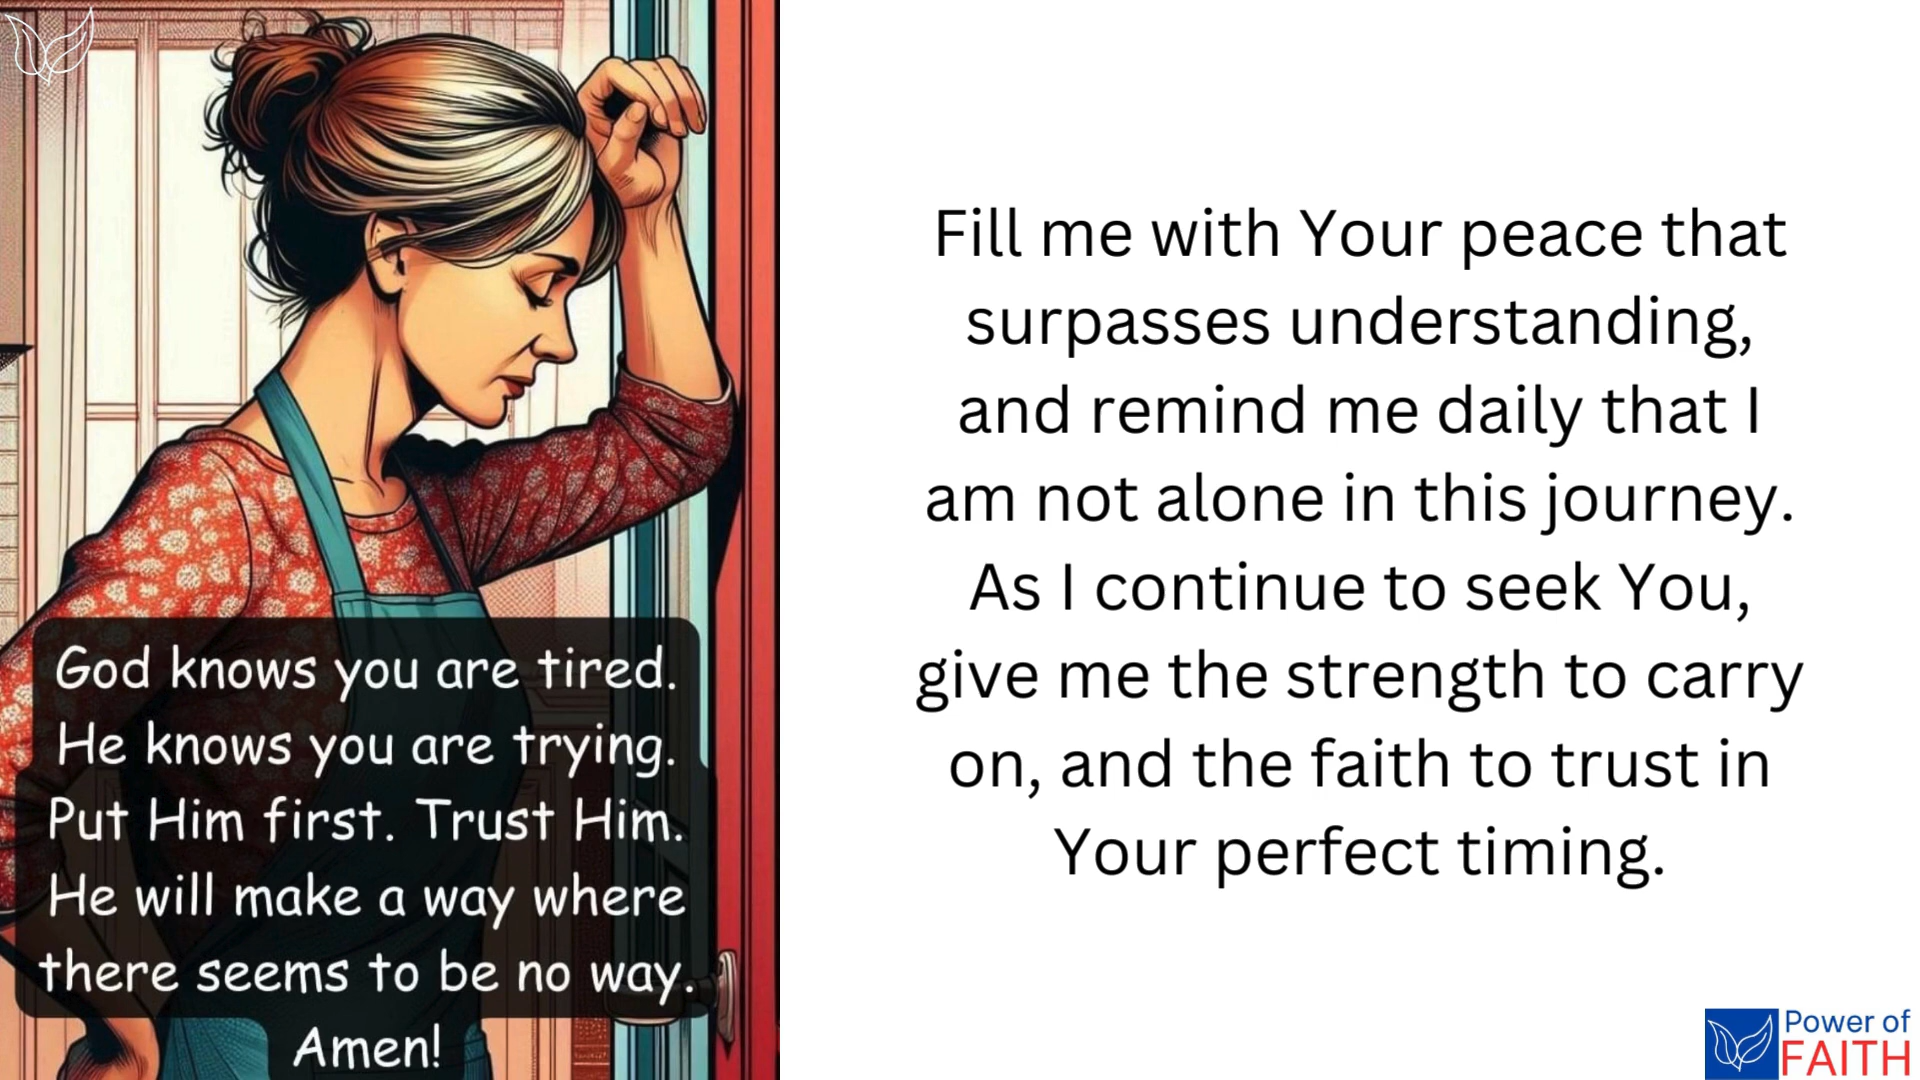 God knows you are tired.
He knows you are trying.
Put Him first. Trust Him.
He will make a way where
there seems to be no way.
Amen!
Fill me with Your peace that
surpasses understanding,
and remind me daily that I
am not alone in this journey.
As I continue to seek You,
give me the strength to carry
on, and the faith to trust in
Your perfect timing.
Power of
FAITH